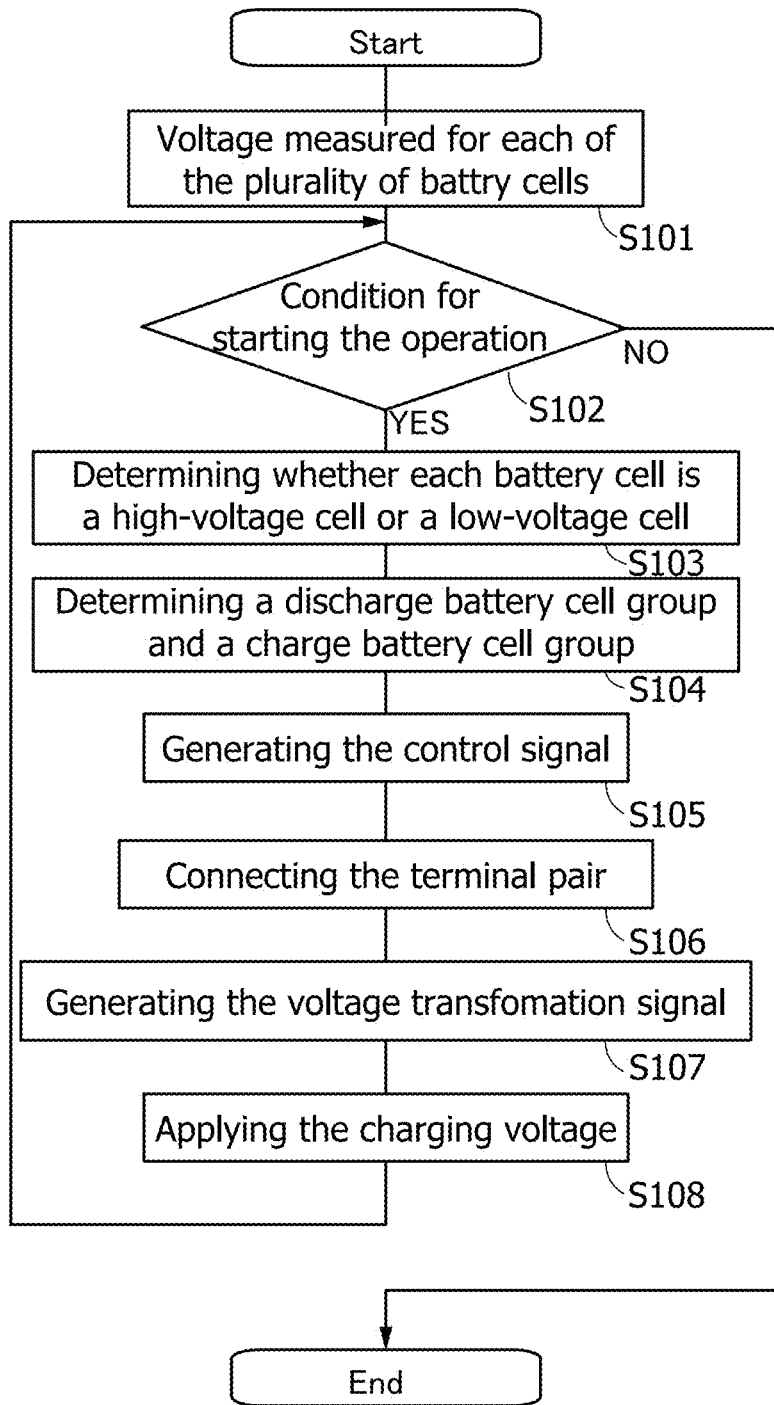 Start
Voltage measured for each of
the plurality of battry cells
S101
Condition for
starting the operation
NO
S102
YES
Determining whether each battery cell is
a high-voltage cell or a low-voltage cell
S103
Determining a discharge battery cell group
and a charge battery cell group
S104
Generating the control signal
S105
Connecting the terminal pair
S106
Generating the voltage transfomation signal
S107
Applying the charging voltage
S108
End